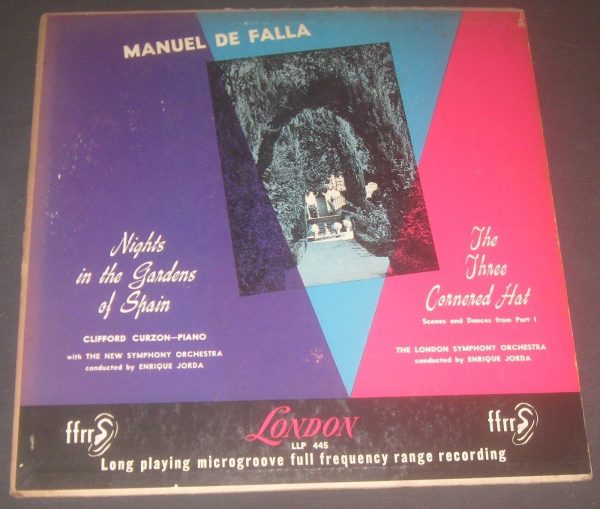 MANUEL DE FALLA
Nights
in the Gardens
of Spain
CLIFFORD CURZON—PIANO
with THE NEW SYMPHONY ORCHESTRA
conducted by ENRIQUE JORDA
The
Three
Cornered Hat
Scenes and Dances from Part 1
THE LONDON SYMPHONY ORCHESTRA
conducted by ENRIQUE JORDA
ffrr
LONDON
ffrr
LLP 445
Long playing microgroove full frequency range recording